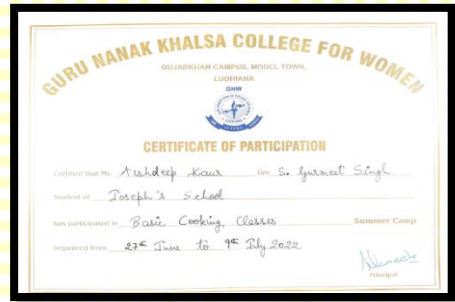 GURU NANAK KHALSA COLLEGE FOR WOMEN
GUJARKHAN CAMPUS, MODEL TOWN,
LUDHIANA
GNW
CERTIFICATE OF PARTICIPATION
Certified that Ms. Arshdeep Kaur D/o S. Gurmeet Singh
Student of Joseph's School
has participated in Basic Cooking Classes Summer Camp
organized from 27th June to 9th July 2022
Principal